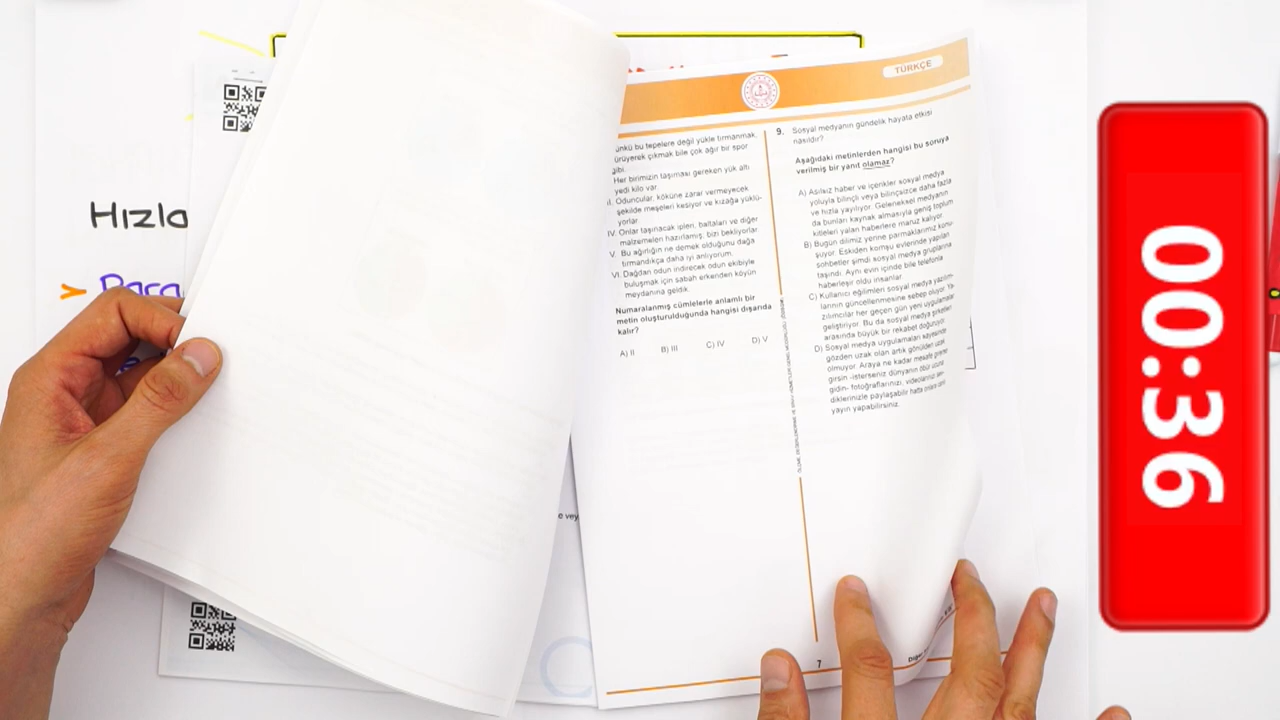 TÜRKÇE
Hızla
Para
ünkü bu tepelere değil yükle tırmanmak,
ürüyerek çıkmak bile çok ağır bir spor
gibi.
Her birimizin taşıması gereken yük altı
yedi kilo var.
Oduncular, köküne zarar vermeyecek
şekilde meşeleri kesiyor ve kızağa yüklü-
yorlar.
IV. Onlar taşınacak ipleri, baltaları ve diğer
malzemeleri hazırlamış, bizi bekliyorlar.
V. Bu ağırlığın ne demek olduğunu dağa
tırmandıkça daha iyi anlıyorum.
VI. Dağdan odun indirecek odun ekibiyle
buluşmak için sabah erkenden köyün
meydanına geldik.
Numaralanmış cümlelerle anlamlı bir
metin oluşturulduğunda hangisi dışarıda
kalır?
A) II B) III C) IV D) V
9. Sosyal medyanın gündelik hayata etkisi
nasıldır?
Aşağıdaki metinlerden hangisi bu soruya
verilmiş bir yanıt olamaz?
A) Asılsız haber ve içerikler sosyal medya
yoluyla bilinçli veya bilinçsizce daha fazla
ve hızla yayılıyor. Geleneksel medyanın
da bunları kaynak almasıyla geniş toplum
kitleleri yalan haberlere maruz kalıyor.
B) Bugün dilimiz yerine parmaklarımız konu-
şuyor. Eskiden komşu evlerinde yapılan
sohbetler şimdi sosyal medya gruplarına
taşındı. Aynı evin içinde bile telefonla
haberleşir oldu insanlar.
C) Kullanıcı eğilimleri sosyal medya yazılım-
larının güncellenmesine sebep oluyor. Ya-
zılımcılar her geçen gün yeni uygulamalar
geliştiriyor. Bu da sosyal medya şirketleri
arasında büyük bir rekabet doğuruyor.
D) Sosyal medya uygulamaları sayesinde
gözden uzak olan artık gönülden uzak
olmuyor. Araya ne kadar mesafe girerse
girsin -isterseniz dünyanın öbür ucuna
gidin- fotoğraflarınızı, videolarınızı sev-
diklerinizle paylaşabilir hatta onlara canlı
yayın yapabilirsiniz.
e vey
7
00:36